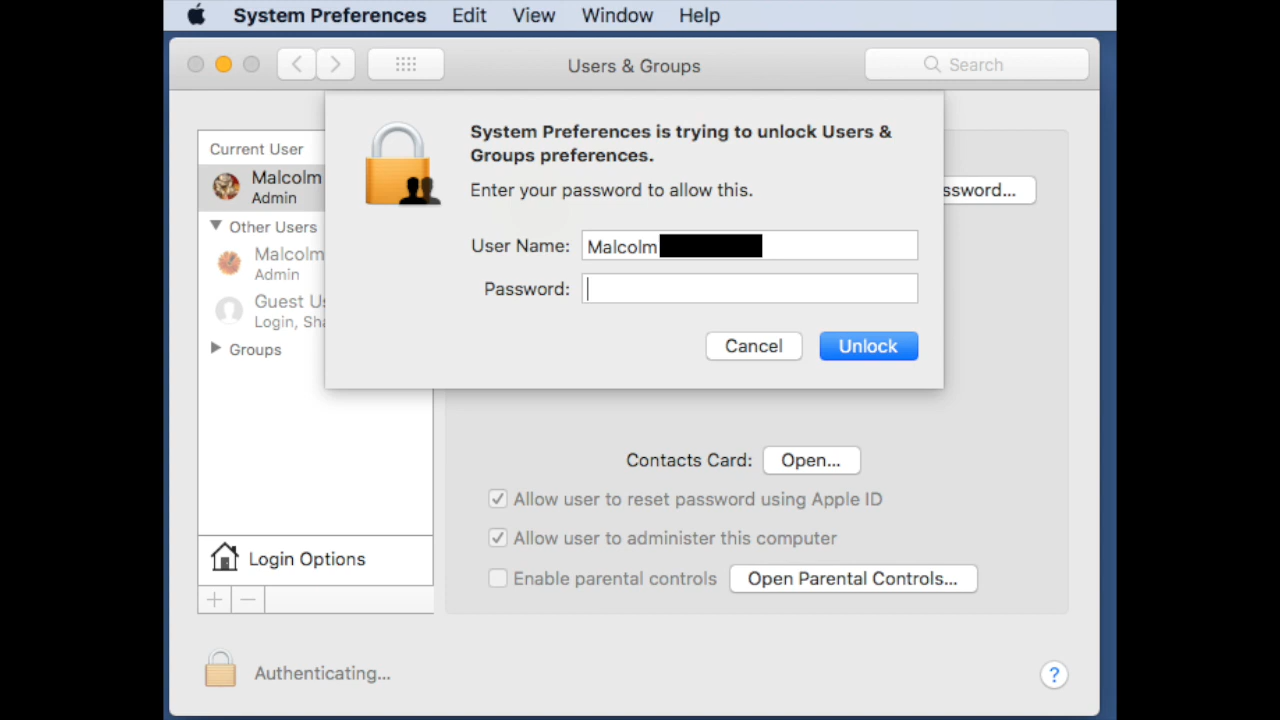 System Preferences Edit View Window Help
Users & Groups
Search
System Preferences is trying to unlock Users &
Groups preferences.
Enter your password to allow this.
User Name: Malcolm
Password:
Cancel Unlock
Current User
Malcolm
Admin
Other Users
Malcolm
Admin
Guest Us
Login, Sha
Groups
ssword...
Contacts Card: Open...
Allow user to reset password using Apple ID
Allow user to administer this computer
Enable parental controls Open Parental Controls...
Login Options
Authenticating...
?